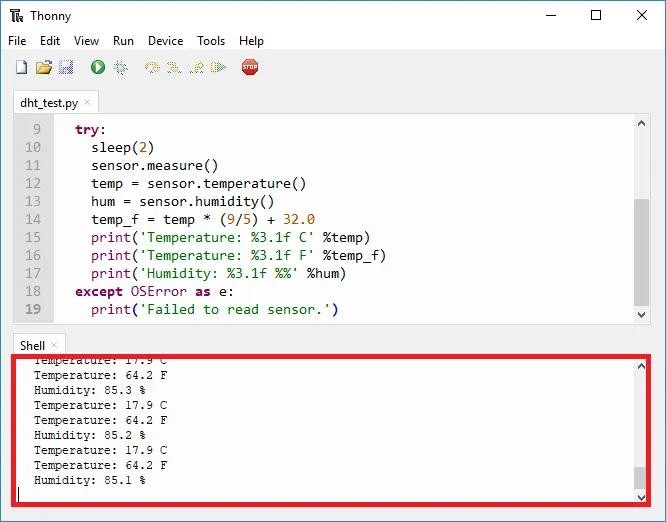 Thonny
File Edit View Run Device Tools Help
STOP
dht_test.py ×
9 try:
10 sleep(2)
11 sensor.measure()
12 temp = sensor.temperature()
13 hum = sensor.humidity()
14 temp_f = temp * (9/5) + 32.0
15 print('Temperature: %3.1f C' %temp)
16 print('Temperature: %3.1f F' %temp_f)
17 print('Humidity: %3.1f %%' %hum)
18 except OSError as e:
19 print('Failed to read sensor.')
Shell ×
Temperature: 17.9 C
Temperature: 64.2 F
Humidity: 85.3 %
Temperature: 17.9 C
Temperature: 64.2 F
Humidity: 85.2 %
Temperature: 17.9 C
Temperature: 64.2 F
Humidity: 85.1 %